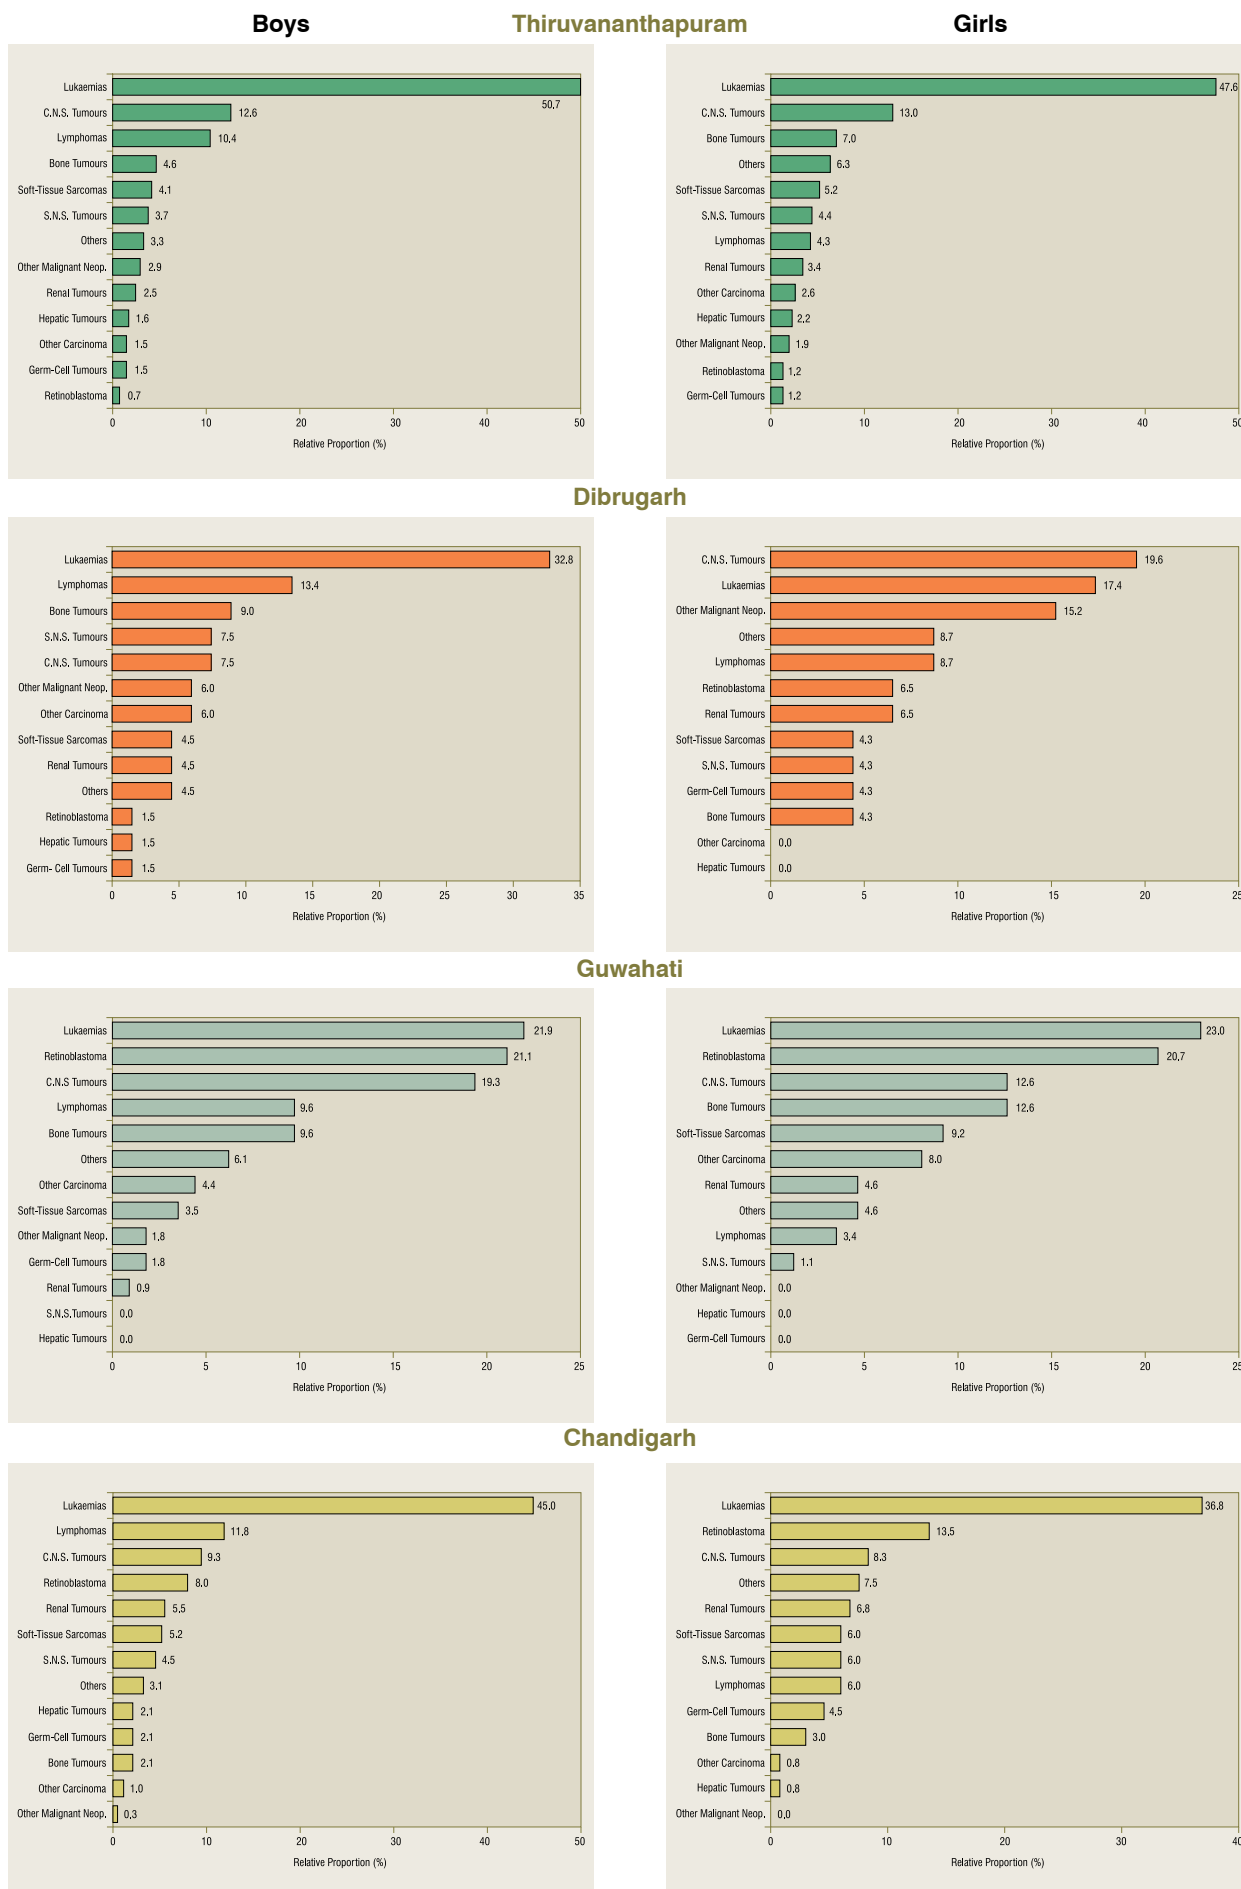 Boys Thiruvananthapuram Girls
Lukaemias 50.7
C.N.S. Tumours 12.6
Lymphomas 10.4
Bone Tumours 4.6
Soft-Tissue Sarcomas 4.1
S.N.S. Tumours 3.7
Others 3.3
Other Malignant Neop. 2.9
Renal Tumours 2.5
Hepatic Tumours 1.6
Other Carcinoma 1.5
Germ-Cell Tumours 1.5
Retinoblastoma 0.7
0 10 20 30 40 50
Relative Proportion (%)
Lukaemias 47.6
C.N.S. Tumours 13.0
Bone Tumours 7.0
Others 6.3
Soft-Tissue Sarcomas 5.2
S.N.S. Tumours 4.4
Lymphomas 4.3
Renal Tumours 3.4
Other Carcinoma 2.6
Hepatic Tumours 2.2
Other Malignant Neop. 1.9
Retinoblastoma 1.2
Germ-Cell Tumours 1.2
0 10 20 30 40 50
Relative Proportion (%)
Dibrugarh
Lukaemias 32.8
Lymphomas 13.4
Bone Tumours 9.0
S.N.S. Tumours 7.5
C.N.S. Tumours 7.5
Other Malignant Neop. 6.0
Other Carcinoma 6.0
Soft-Tissue Sarcomas 4.5
Renal Tumours 4.5
Others 4.5
Retinoblastoma 1.5
Hepatic Tumours 1.5
Germ- Cell Tumours 1.5
0 5 10 15 20 25 30 35
Relative Proportion (%)
C.N.S. Tumours 19.6
Lukaemias 17.4
Other Malignant Neop. 15.2
Others 8.7
Lymphomas 8.7
Retinoblastoma 6.5
Renal Tumours 6.5
Soft-Tissue Sarcomas 4.3
S.N.S. Tumours 4.3
Germ-Cell Tumours 4.3
Bone Tumours 4.3
Other Carcinoma 0.0
Hepatic Tumours 0.0
0 5 10 15 20 25
Relative Proportion (%)
Guwahati
Lukaemias 21.9
Retinoblastoma 21.1
C.N.S Tumours 19.3
Lymphomas 9.6
Bone Tumours 9.6
Others 6.1
Other Carcinoma 4.4
Soft-Tissue Sarcomas 3.5
Other Malignant Neop. 1.8
Germ-Cell Tumours 1.8
Renal Tumours 0.9
S.N.S.Tumours 0.0
Hepatic Tumours 0.0
0 5 10 15 20 25
Relative Proportion (%)
Lukaemias 23.0
Retinoblastoma 20.7
C.N.S. Tumours 12.6
Bone Tumours 12.6
Soft-Tissue Sarcomas 9.2
Other Carcinoma 8.0
Renal Tumours 4.6
Others 4.6
Lymphomas 3.4
S.N.S. Tumours 1.1
Other Malignant Neop. 0.0
Hepatic Tumours 0.0
Germ-Cell Tumours 0.0
0 5 10 15 20 25
Relative Proportion (%)
Chandigarh
Lukaemias 45.0
Lymphomas 11.8
C.N.S. Tumours 9.3
Retinoblastoma 8.0
Renal Tumours 5.5
Soft-Tissue Sarcomas 5.2
S.N.S. Tumours 4.5
Others 3.1
Hepatic Tumours 2.1
Germ-Cell Tumours 2.1
Bone Tumours 2.1
Other Carcinoma 1.0
Other Malignant Neop. 0.3
0 10 20 30 40 50
Relative Proportion (%)
Lukaemias 36.8
Retinoblastoma 13.5
C.N.S. Tumours 8.3
Others 7.5
Renal Tumours 6.8
Soft-Tissue Sarcomas 6.0
S.N.S. Tumours 6.0
Lymphomas 6.0
Germ-Cell Tumours 4.5
Bone Tumours 3.0
Other Carcinoma 0.8
Hepatic Tumours 0.8
Other Malignant Neop. 0.0
0 10 20 30 40
Relative Proportion (%)